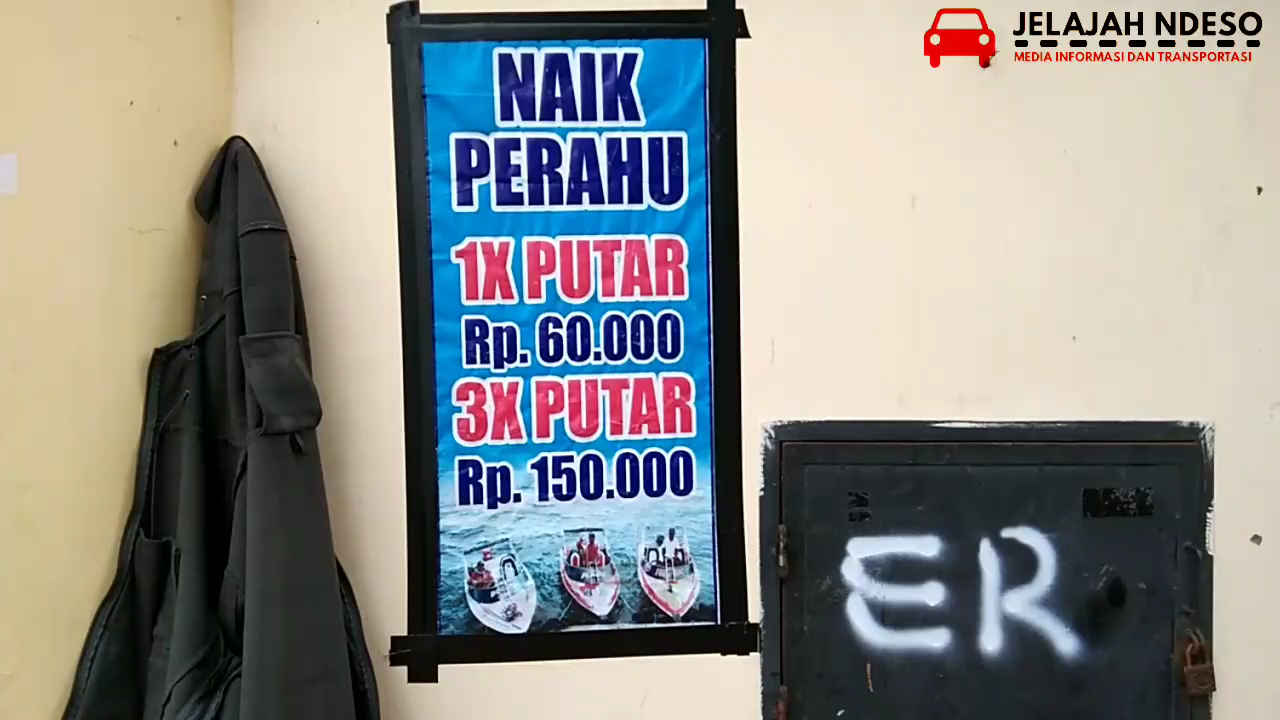 JELAJAH NDESO
MEDIA INFORMASI DAN TRANSPORTASI
NAIK
PERAHU
1X PUTAR
Rp. 60.000
3X PUTAR
Rp. 150.000
ER